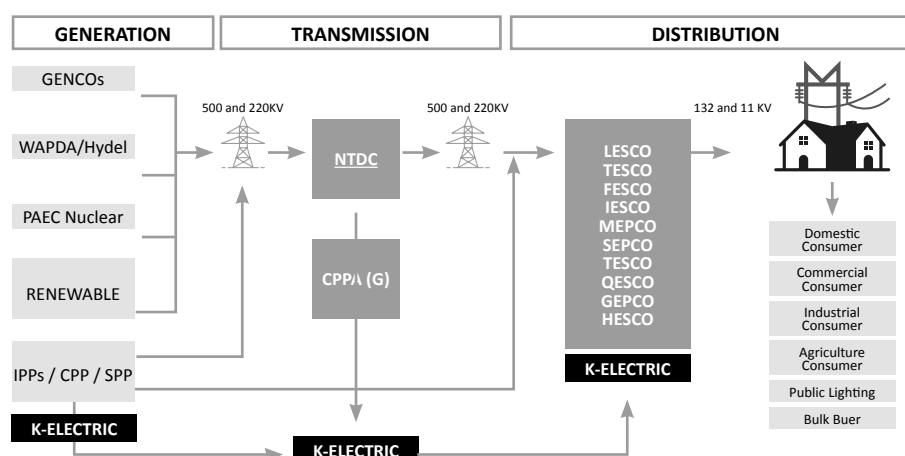 GENERATION
TRANSMISSION
DISTRIBUTION
GENCOs
WAPDA/Hydel
PAEC Nuclear
RENEWABLE
IPPs / CPP / SPP
K-ELECTRIC
500 and 220KV
NTDC
CPPA (G)
K-ELECTRIC
500 and 220KV
LESCO
TESCO
FESCO
IESCO
MEPCO
SEPCO
TESCO
QESCO
GEPCO
HESCO
K-ELECTRIC
132 and 11 KV
Domestic
Consumer
Commercial
Consumer
Industrial
Consumer
Agriculture
Consumer
Public Lighting
Bulk Buer